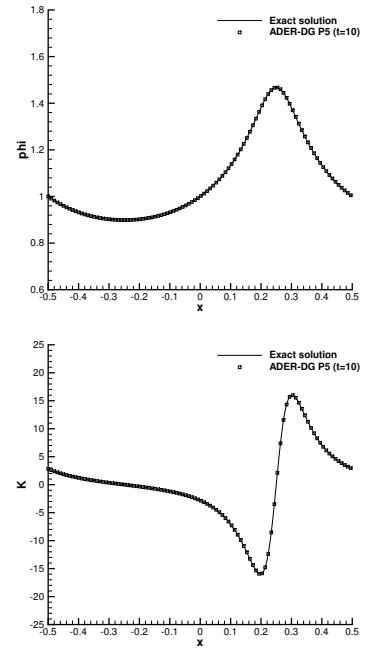 1.8
Exact solution
ADER-DG P5 (t=10)
1.6
1.4
phi
1.2
1
0.8
0.6
-0.5 -0.4 -0.3 -0.2 -0.1 0 0.1 0.2 0.3 0.4 0.5
x
25
Exact solution
20
ADER-DG P5 (t=10)
15
10
5
K
0
-5
-10
-15
-20
-25
-0.5 -0.4 -0.3 -0.2 -0.1 0 0.1 0.2 0.3 0.4 0.5
x